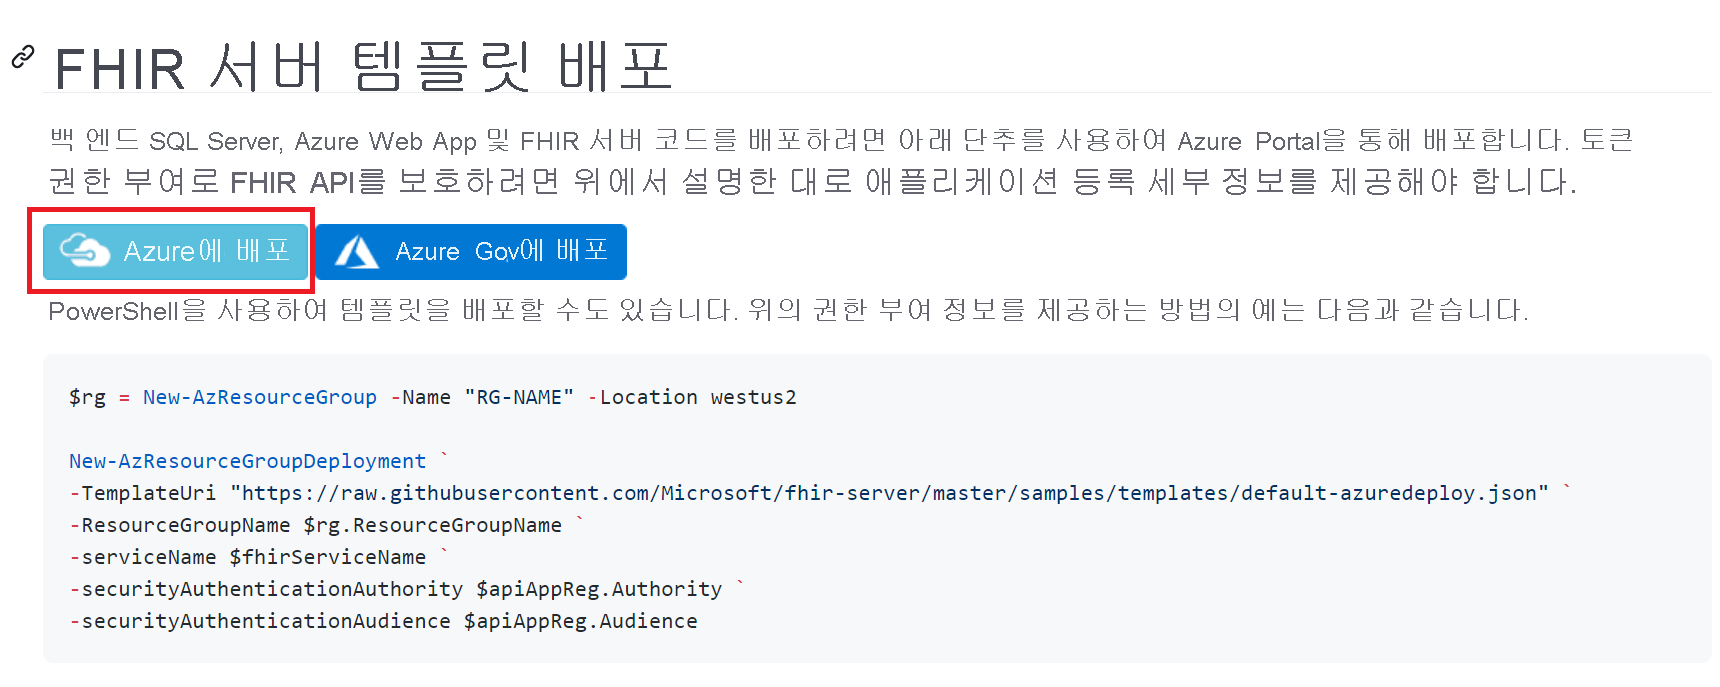 FHIR 서버 템플릿 배포
백 엔드 SQL Server, Azure Web App 및 FHIR 서버 코드를 배포하려면 아래 단추를 사용하여 Azure Portal을 통해 배포합니다. 토큰
권한 부여로 FHIR API를 보호하려면 위에서 설명한 대로 애플리케이션 등록 세부 정보를 제공해야 합니다.
Azure에 배포 Azure Gov에 배포
PowerShell을 사용하여 템플릿을 배포할 수도 있습니다. 위의 권한 부여 정보를 제공하는 방법의 예는 다음과 같습니다.
$rg = New-AzResourceGroup -Name "RG-NAME" -Location westus2
New-AzResourceGroupDeployment `
-TemplateUri "https://raw.githubusercontent.com/Microsoft/fhir-server/master/samples/templates/default-azuredeploy.json" `
-ResourceGroupName $rg.ResourceGroupName `
-serviceName $fhirServiceName `
-securityAuthenticationAuthority $apiAppReg.Authority `
-securityAuthenticationAudience $apiAppReg.Audience